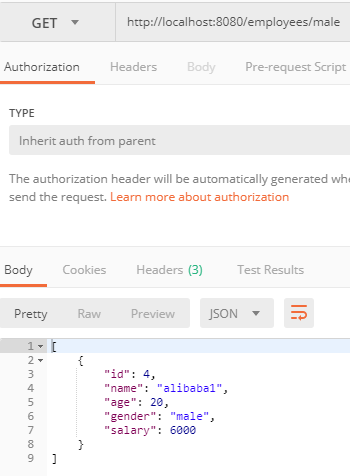 GET http://localhost:8080/employees/male
Authorization Headers Body Pre-request Script
TYPE
Inherit auth from parent
The authorization header will be automatically generated whe
send the request. Learn more about authorization
Body Cookies Headers (3) Test Results
Pretty Raw Preview JSON
1 [
2 {
3 "id": 4,
4 "name": "alibaba1",
5 "age": 20,
6 "gender": "male",
7 "salary": 6000
8 }
9 ]